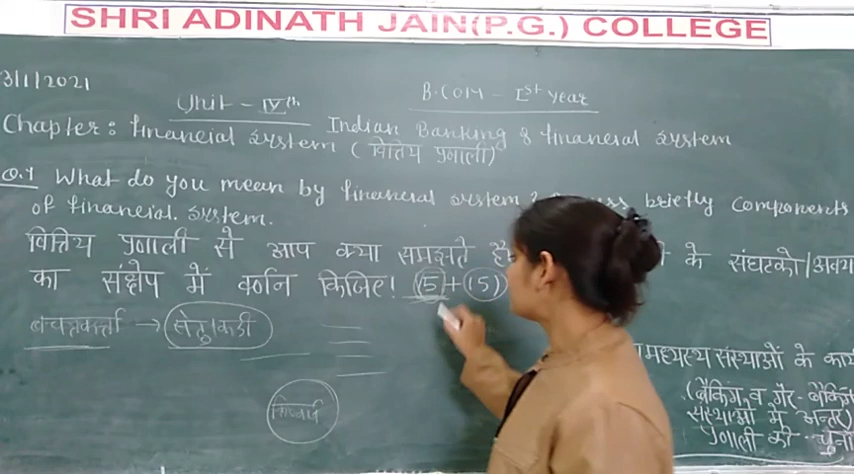 SHRI ADINATH JAIN(P.G.) COLLEGE
3/1/2021
Unit - IVth
B.COM - Ist year
Indian Banking & financial system
Chapter: financial system (वित्तिय प्रणाली)
Q.1 What do you mean by financial system? briefly components
of financial system.
वित्तिय प्रणाली से आप क्या समझते है के संघटको/अवय
का संक्षेप में वर्णन किजिए! (5)+(15)
बचतकर्त्ता → सेतु/कडी
निष्कर्ष
मध्यस्थ संस्थाओं के कार्य
(बैंकिंग व गैर-बैंकिंग
संस्थाओं में अन्तर)
प्रणाली की